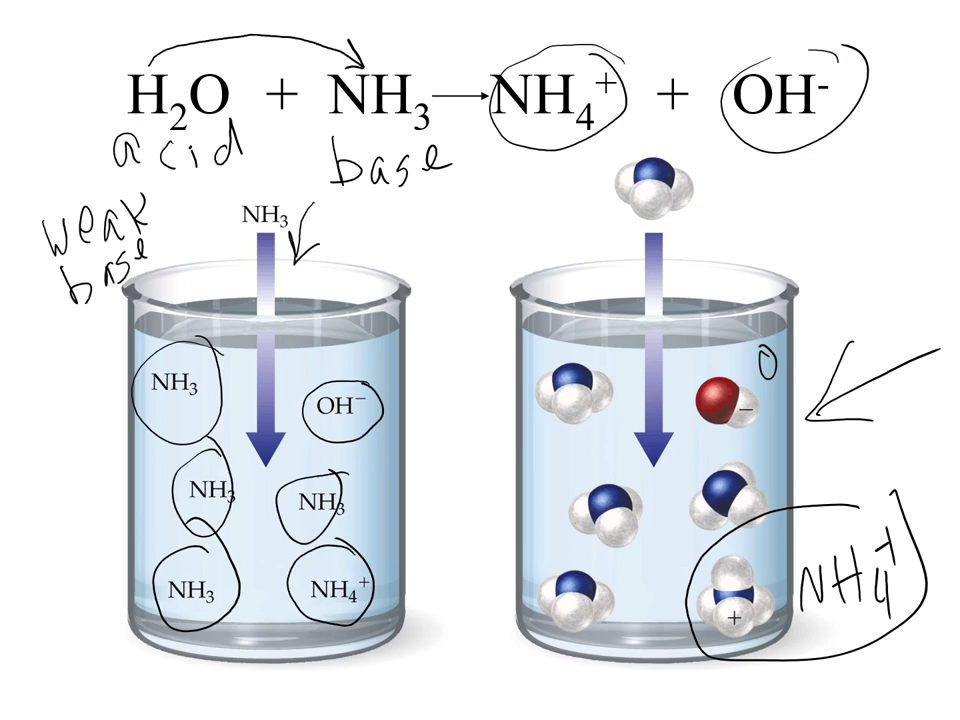 H₂O + NH₃ → NH₄⁺ + OH⁻
acid
base
weak
base
NH₃
NH₃
OH⁻
NH₃
NH₃
NH₃
NH₄⁺
−
+
NH₄⁺